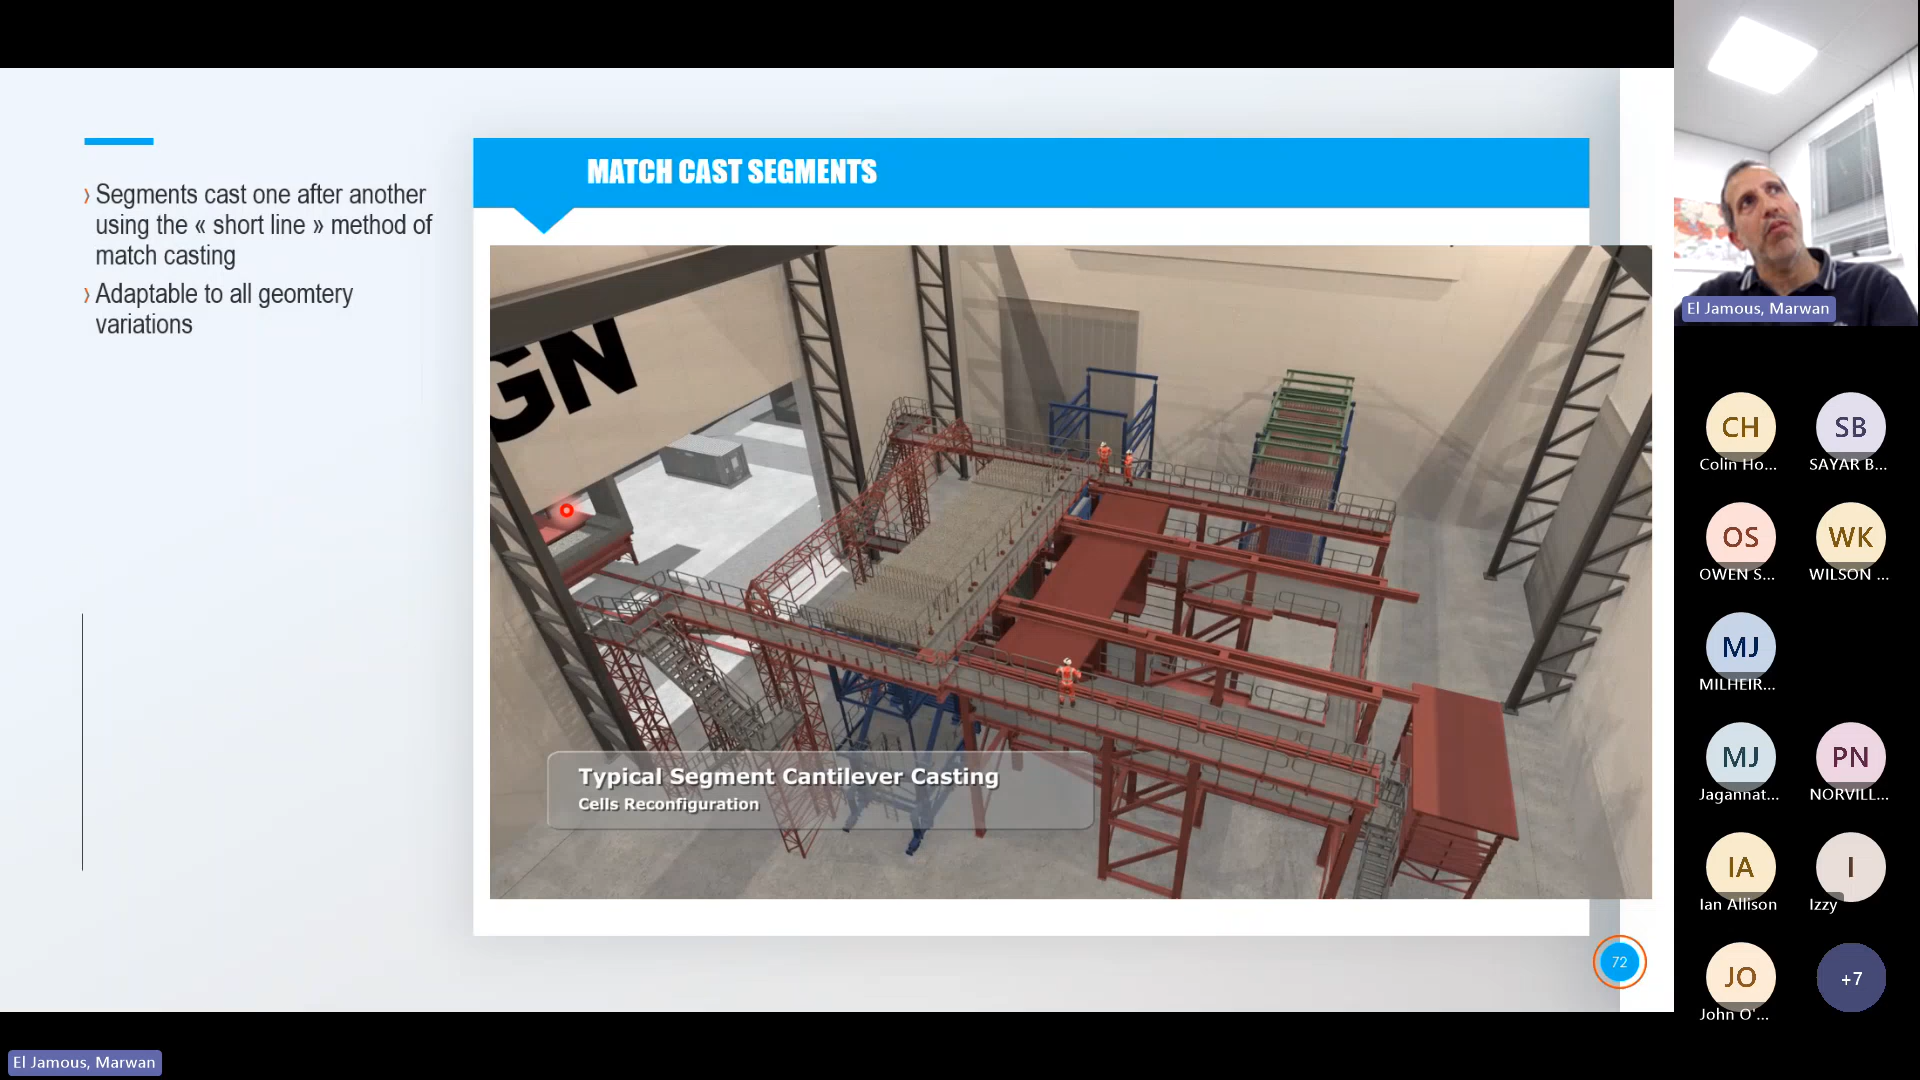 › Segments cast one after another
using the « short line » method of
match casting
› Adaptable to all geomtery
variations
MATCH CAST SEGMENTS
GN
Typical Segment Cantilever Casting
Cells Reconfiguration
72
El Jamous, Marwan
CH
Colin Ho...
SB
SAYAR B...
OS
OWEN S...
WK
WILSON ...
MJ
MILHEIR...
MJ
Jagannat...
PN
NORVILL...
IA
Ian Allison
I
Izzy
JO
John O'...
+7
El Jamous, Marwan